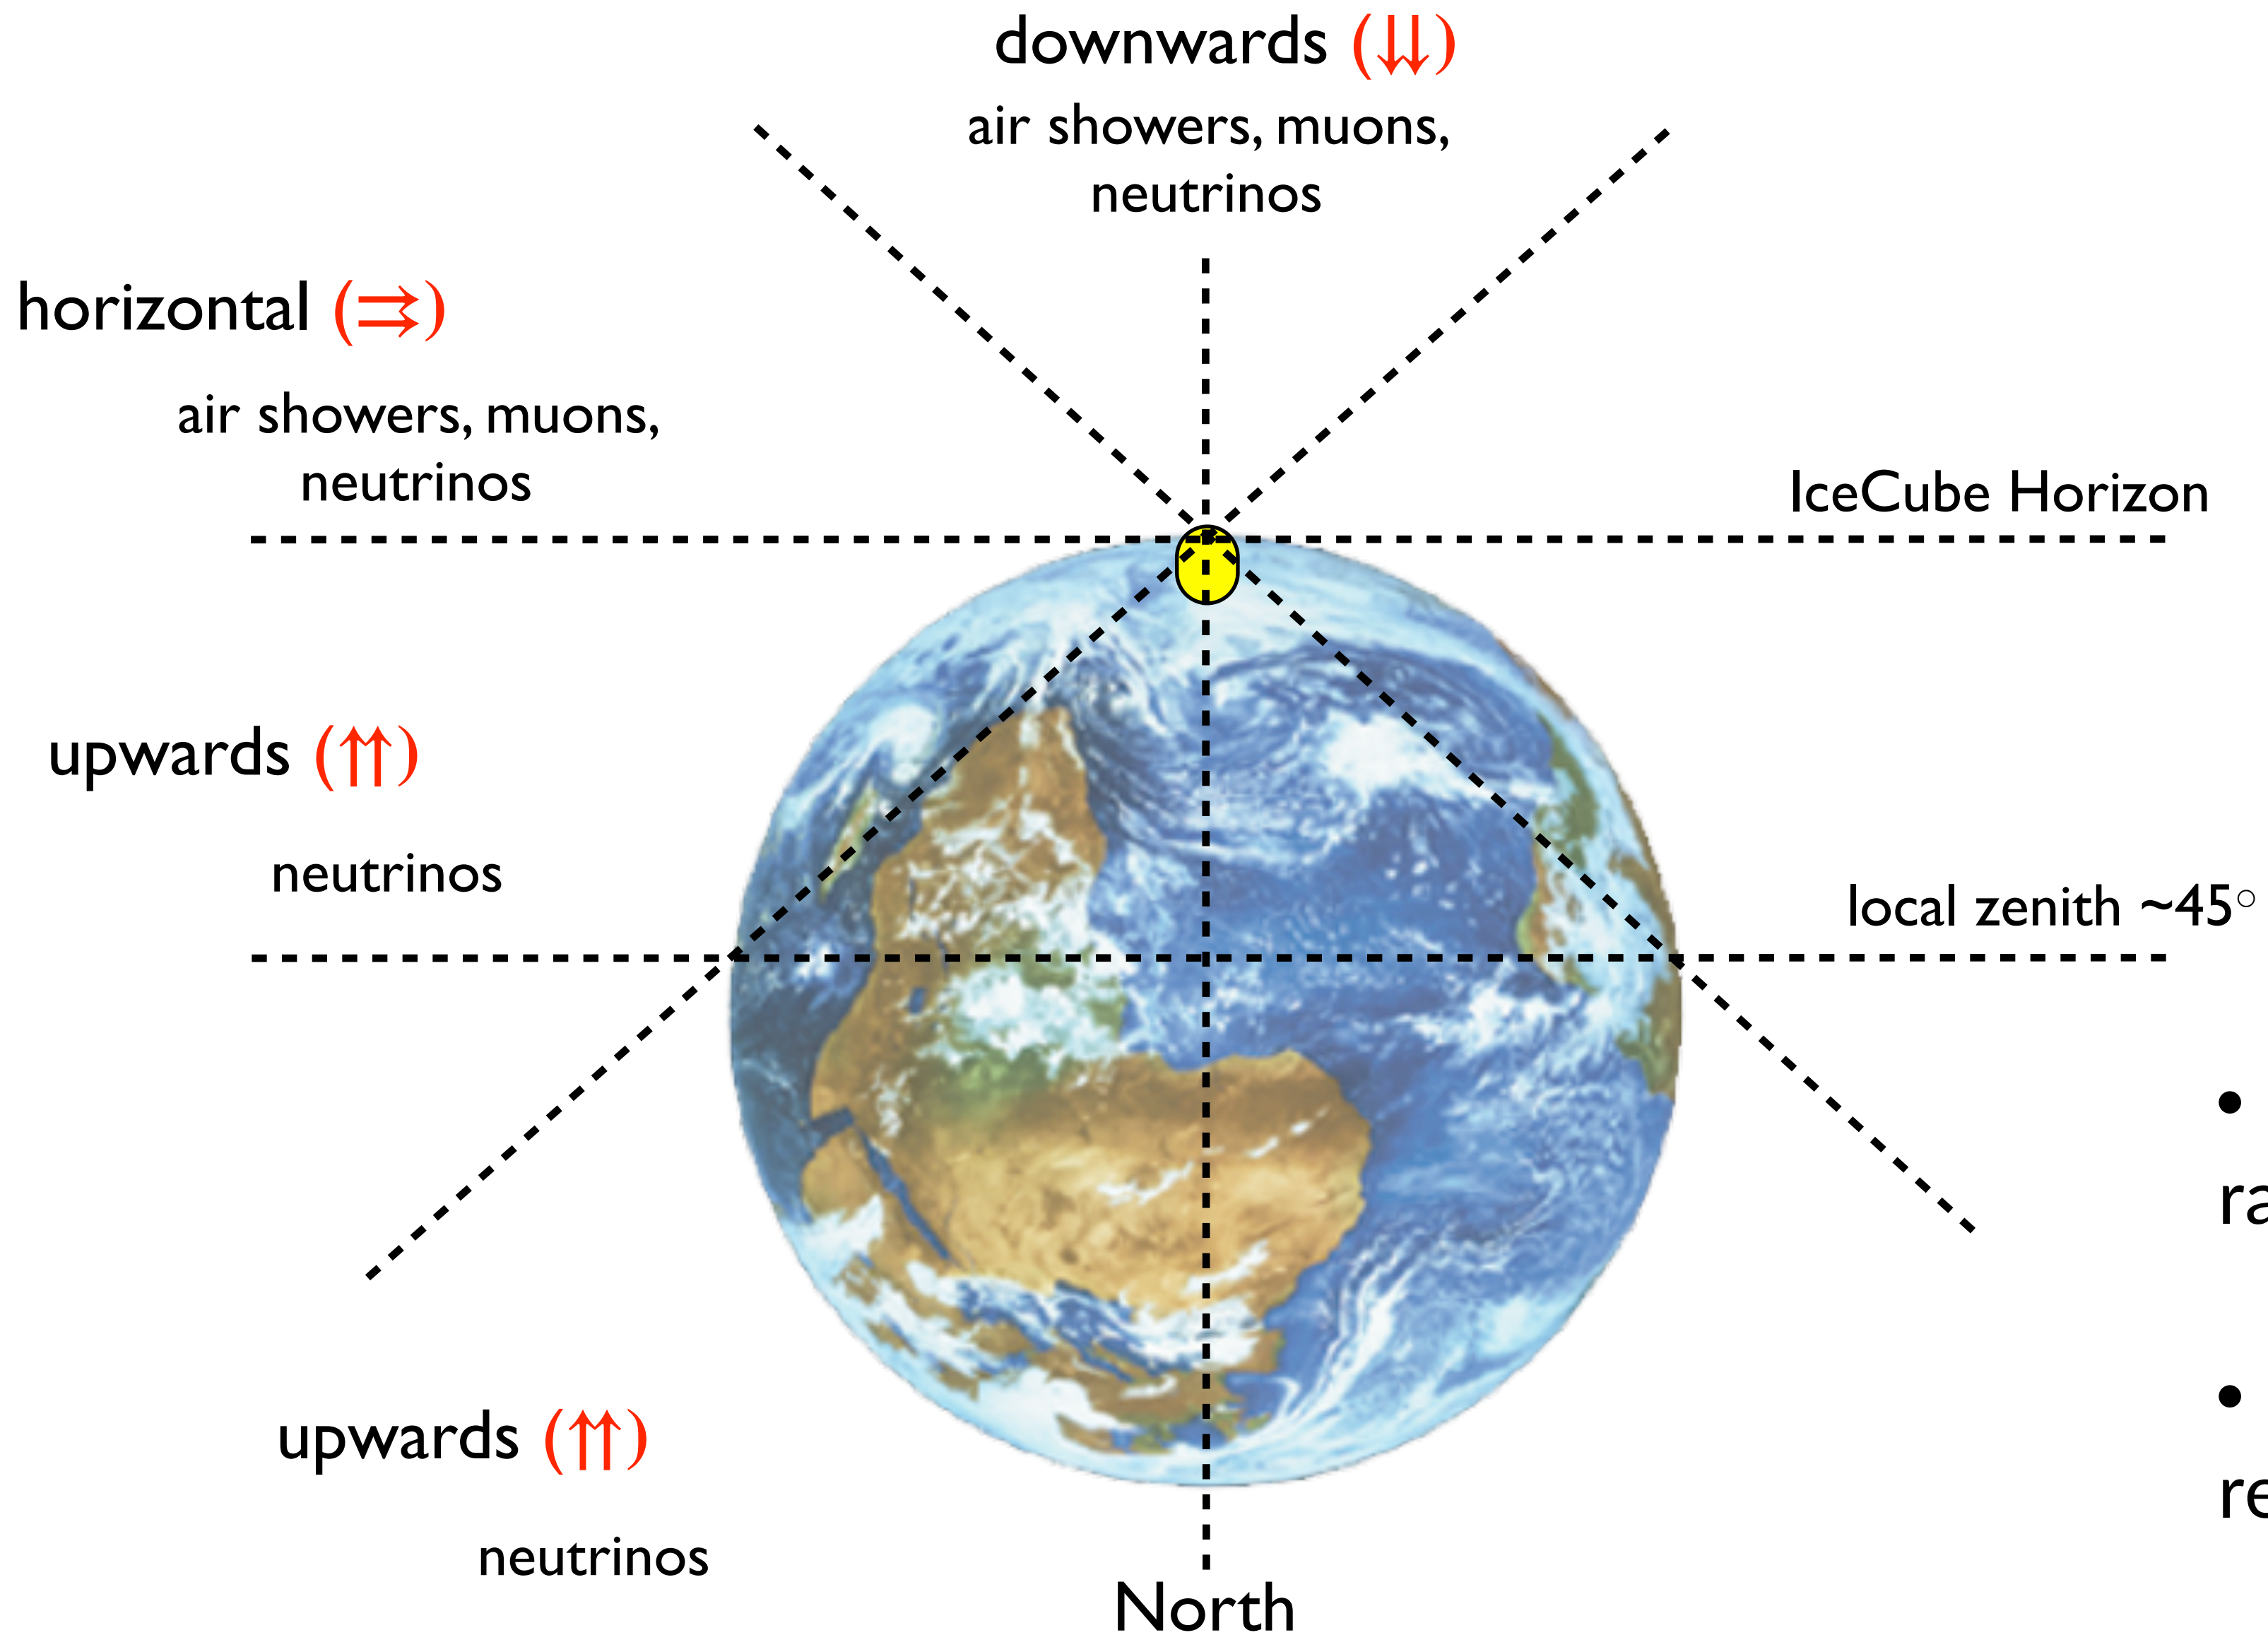 downwards (⇊)
air showers, muons,
neutrinos
horizontal (⇉)
air showers, muons,
neutrinos
IceCube Horizon
upwards (⇈)
neutrinos
local zenith ~45°
•
•
upwards (⇈)
neutrinos
North